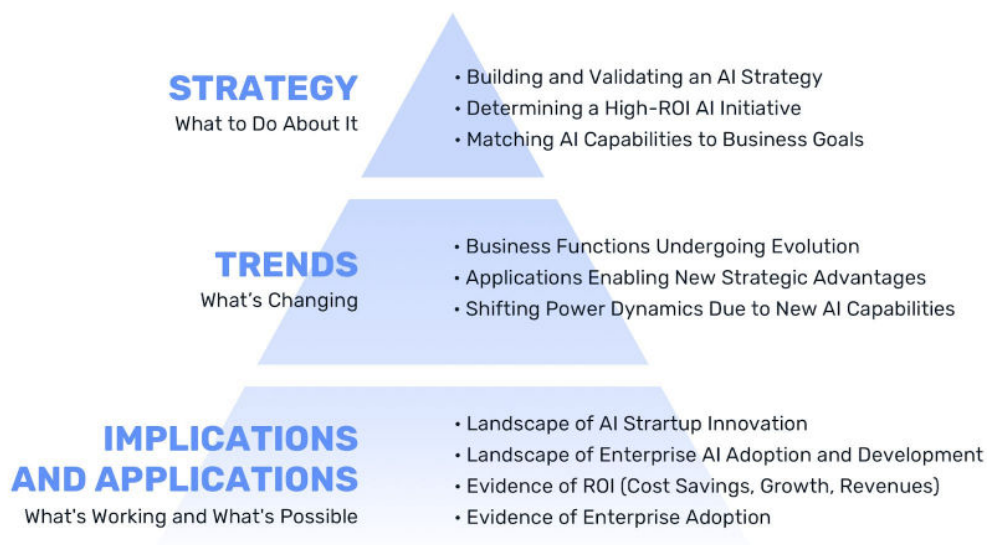 STRATEGY
What to Do About It
• Building and Validating an AI Strategy
• Determining a High-ROI AI Initiative
• Matching AI Capabilities to Business Goals
TRENDS
What’s Changing
• Business Functions Undergoing Evolution
• Applications Enabling New Strategic Advantages
• Shifting Power Dynamics Due to New AI Capabilities
IMPLICATIONS
AND APPLICATIONS
What's Working and What's Possible
• Landscape of AI Strartup Innovation
• Landscape of Enterprise AI Adoption and Development
• Evidence of ROI (Cost Savings, Growth, Revenues)
• Evidence of Enterprise Adoption